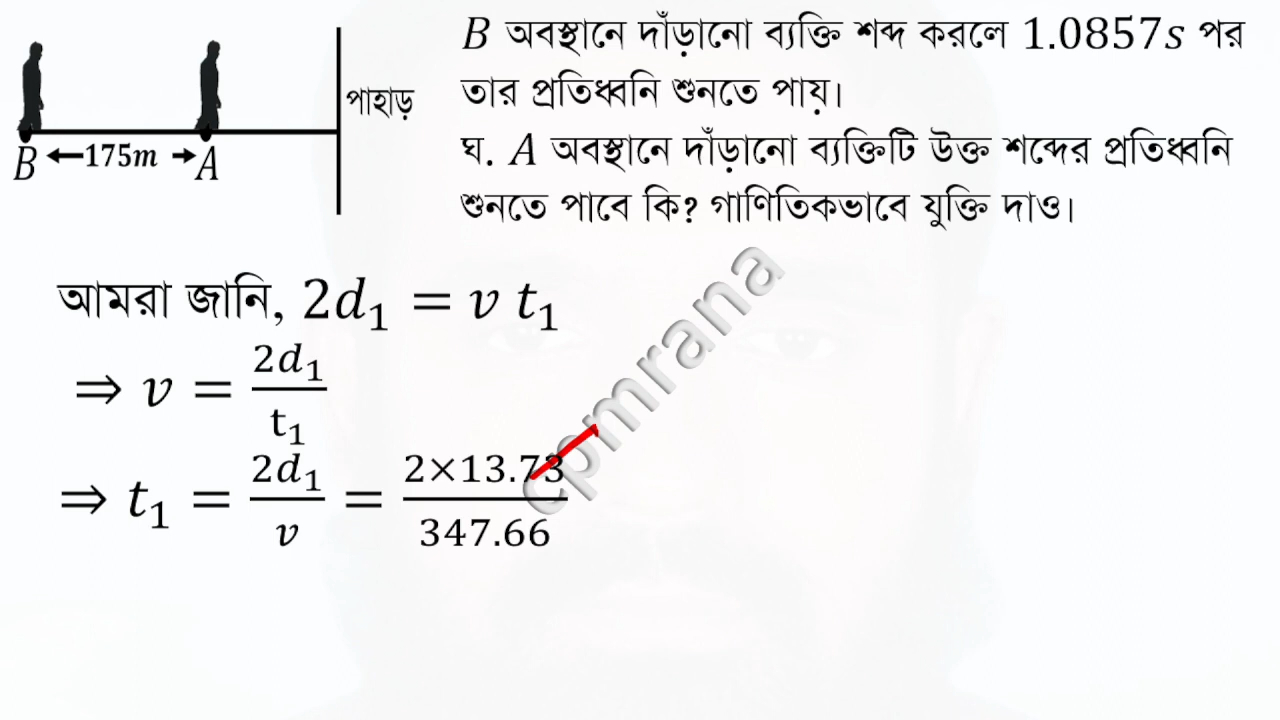 B অবস্থানে দাঁড়ানো ব্যক্তি শব্দ করলে 1.0857s পর
তার প্রতিধ্বনি শুনতে পায়।
ঘ. A অবস্থানে দাঁড়ানো ব্যক্তিটি উক্ত শব্দের প্রতিধ্বনি
শুনতে পাবে কি? গাণিতিকভাবে যুক্তি দাও।
পাহাড়
B ←175m → A
আমরা জানি, 2d₁ = v t₁
⇒ v = 2d₁/t₁
⇒ t₁ = 2d₁/v = 2×13.73/347.66
cpmrana